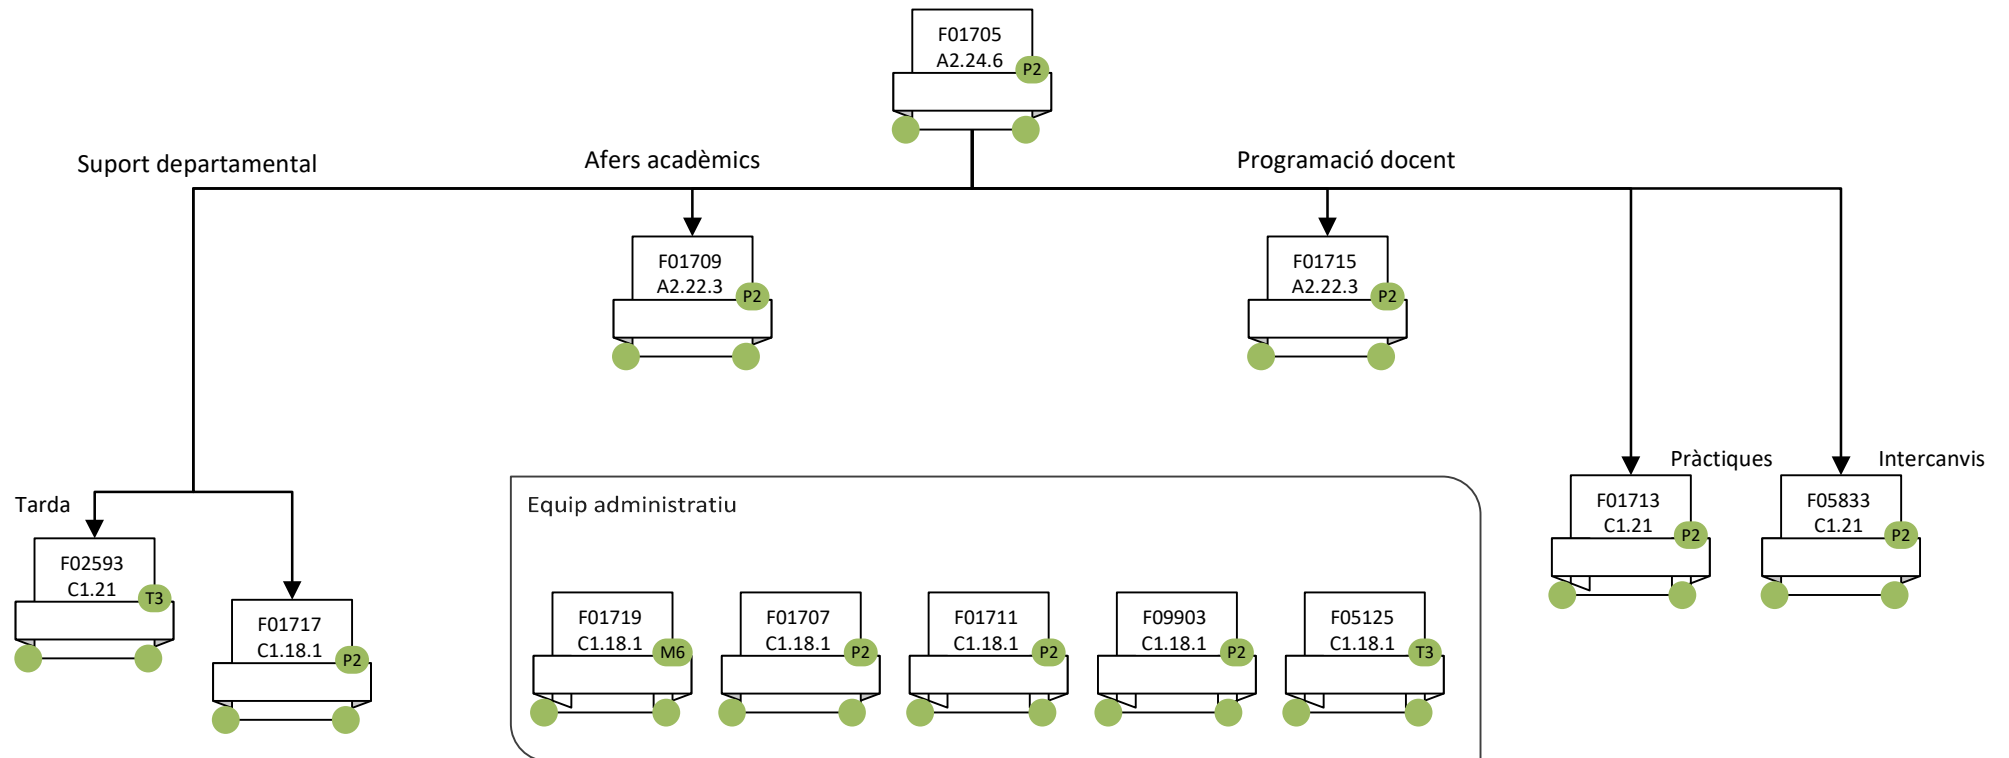 F01705
A2.24.6
P2
Suport departamental
Afers acadèmics
Programació docent
F01709
A2.22.3
P2
F01715
A2.22.3
P2
Tarda
F02593
C1.21
T3
F01717
C1.18.1
P2
Equip administratiu
F01719
C1.18.1
M6
F01707
C1.18.1
P2
F01711
C1.18.1
P2
F09903
C1.18.1
P2
F05125
C1.18.1
T3
Pràctiques
F01713
C1.21
P2
Intercanvis
F05833
C1.21
P2